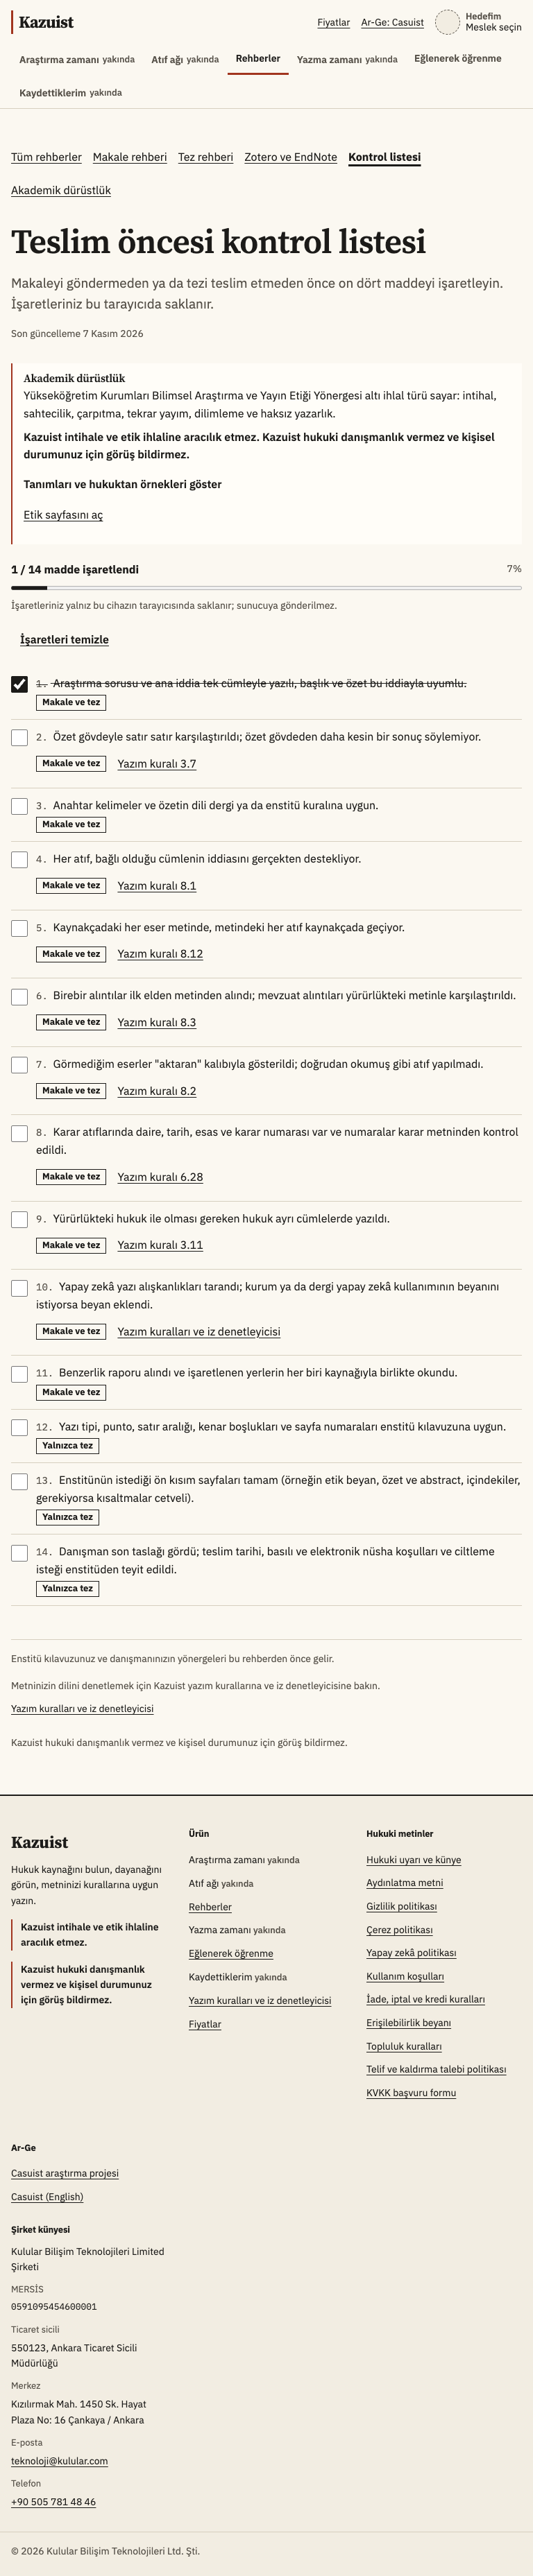 Kazuist
Fiyatlar
Ar-Ge: Casuist
Hedefim
Meslek seçin
Araştırma zamanı yakında
Atıf ağı yakında
Rehberler
Yazma zamanı yakında
Eğlenerek öğrenme
Kaydettiklerim yakında
Tüm rehberler
Makale rehberi
Tez rehberi
Zotero ve EndNote
Kontrol listesi
Akademik dürüstlük
Teslim öncesi kontrol listesi
Makaleyi göndermeden ya da tezi teslim etmeden önce on dört maddeyi işaretleyin.
İşaretleriniz bu tarayıcıda saklanır.
Son güncelleme 7 Kasım 2026
Akademik dürüstlük
Yükseköğretim Kurumları Bilimsel Araştırma ve Yayın Etiği Yönergesi altı ihlal türü sayar: intihal,
sahtecilik, çarpıtma, tekrar yayım, dilimleme ve haksız yazarlık.
Kazuist intihale ve etik ihlaline aracılık etmez. Kazuist hukuki danışmanlık vermez ve kişisel
durumunuz için görüş bildirmez.
Tanımları ve hukuktan örnekleri göster
Etik sayfasını aç
1 / 14 madde işaretlendi
7%
İşaretleriniz yalnız bu cihazın tarayıcısında saklanır; sunucuya gönderilmez.
İşaretleri temizle
1. Araştırma sorusu ve ana iddia tek cümleyle yazılı, başlık ve özet bu iddiayla uyumlu.
Makale ve tez
2. Özet gövdeyle satır satır karşılaştırıldı; özet gövdeden daha kesin bir sonuç söylemiyor.
Makale ve tez
Yazım kuralı 3.7
3. Anahtar kelimeler ve özetin dili dergi ya da enstitü kuralına uygun.
Makale ve tez
4. Her atıf, bağlı olduğu cümlenin iddiasını gerçekten destekliyor.
Makale ve tez
Yazım kuralı 8.1
5. Kaynakçadaki her eser metinde, metindeki her atıf kaynakçada geçiyor.
Makale ve tez
Yazım kuralı 8.12
6. Birebir alıntılar ilk elden metinden alındı; mevzuat alıntıları yürürlükteki metinle karşılaştırıldı.
Makale ve tez
Yazım kuralı 8.3
7. Görmediğim eserler "aktaran" kalıbıyla gösterildi; doğrudan okumuş gibi atıf yapılmadı.
Makale ve tez
Yazım kuralı 8.2
8. Karar atıflarında daire, tarih, esas ve karar numarası var ve numaralar karar metninden kontrol
edildi.
Makale ve tez
Yazım kuralı 6.28
9. Yürürlükteki hukuk ile olması gereken hukuk ayrı cümlelerde yazıldı.
Makale ve tez
Yazım kuralı 3.11
10. Yapay zekâ yazı alışkanlıkları tarandı; kurum ya da dergi yapay zekâ kullanımının beyanını
istiyorsa beyan eklendi.
Makale ve tez
Yazım kuralları ve iz denetleyicisi
11. Benzerlik raporu alındı ve işaretlenen yerlerin her biri kaynağıyla birlikte okundu.
Makale ve tez
12. Yazı tipi, punto, satır aralığı, kenar boşlukları ve sayfa numaraları enstitü kılavuzuna uygun.
Yalnızca tez
13. Enstitünün istediği ön kısım sayfaları tamam (örneğin etik beyan, özet ve abstract, içindekiler,
gerekiyorsa kısaltmalar cetveli).
Yalnızca tez
14. Danışman son taslağı gördü; teslim tarihi, basılı ve elektronik nüsha koşulları ve ciltleme
isteği enstitüden teyit edildi.
Yalnızca tez
Enstitü kılavuzunuz ve danışmanınızın yönergeleri bu rehberden önce gelir.
Metninizin dilini denetlemek için Kazuist yazım kurallarına ve iz denetleyicisine bakın.
Yazım kuralları ve iz denetleyicisi
Kazuist hukuki danışmanlık vermez ve kişisel durumunuz için görüş bildirmez.
Kazuist
Hukuk kaynağını bulun, dayanağını
görün, metninizi kurallarına uygun
yazın.
Kazuist intihale ve etik ihlaline
aracılık etmez.
Kazuist hukuki danışmanlık
vermez ve kişisel durumunuz
için görüş bildirmez.
Ürün
Araştırma zamanı yakında
Atıf ağı yakında
Rehberler
Yazma zamanı yakında
Eğlenerek öğrenme
Kaydettiklerim yakında
Yazım kuralları ve iz denetleyicisi
Fiyatlar
Hukuki metinler
Hukuki uyarı ve künye
Aydınlatma metni
Gizlilik politikası
Çerez politikası
Yapay zekâ politikası
Kullanım koşulları
İade, iptal ve kredi kuralları
Erişilebilirlik beyanı
Topluluk kuralları
Telif ve kaldırma talebi politikası
KVKK başvuru formu
Ar-Ge
Casuist araştırma projesi
Casuist (English)
Şirket künyesi
Kulular Bilişim Teknolojileri Limited
Şirketi
MERSİS
0591095454600001
Ticaret sicili
550123, Ankara Ticaret Sicili
Müdürlüğü
Merkez
Kızılırmak Mah. 1450 Sk. Hayat
Plaza No: 16 Çankaya / Ankara
E-posta
teknoloji@kulular.com
Telefon
+90 505 781 48 46
© 2026 Kulular Bilişim Teknolojileri Ltd. Şti.